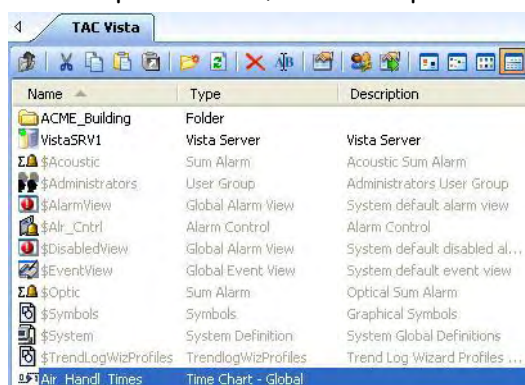 TAC Vista
Name Type Description
ACME_Building Folder
VistaSRV1 Vista Server Vista Server
$Acoustic Sum Alarm Acoustic Sum Alarm
$Administrators User Group Administrators User Group
$AlarmView Global Alarm View System default alarm view
$Alr_Cntrl Alarm Control Alarm Control
$DisabledView Global Alarm View System default disabled al...
$EventView Global Event View System default event view
$Optic Sum Alarm Optical Sum Alarm
$Symbols Symbols Graphical Symbols
$System System Definition System Global Definitions
$TrendLogWizProfiles TrendlogWizProfiles Trend Log Wizard Profiles ...
Air_Handl_Times Time Chart - Global